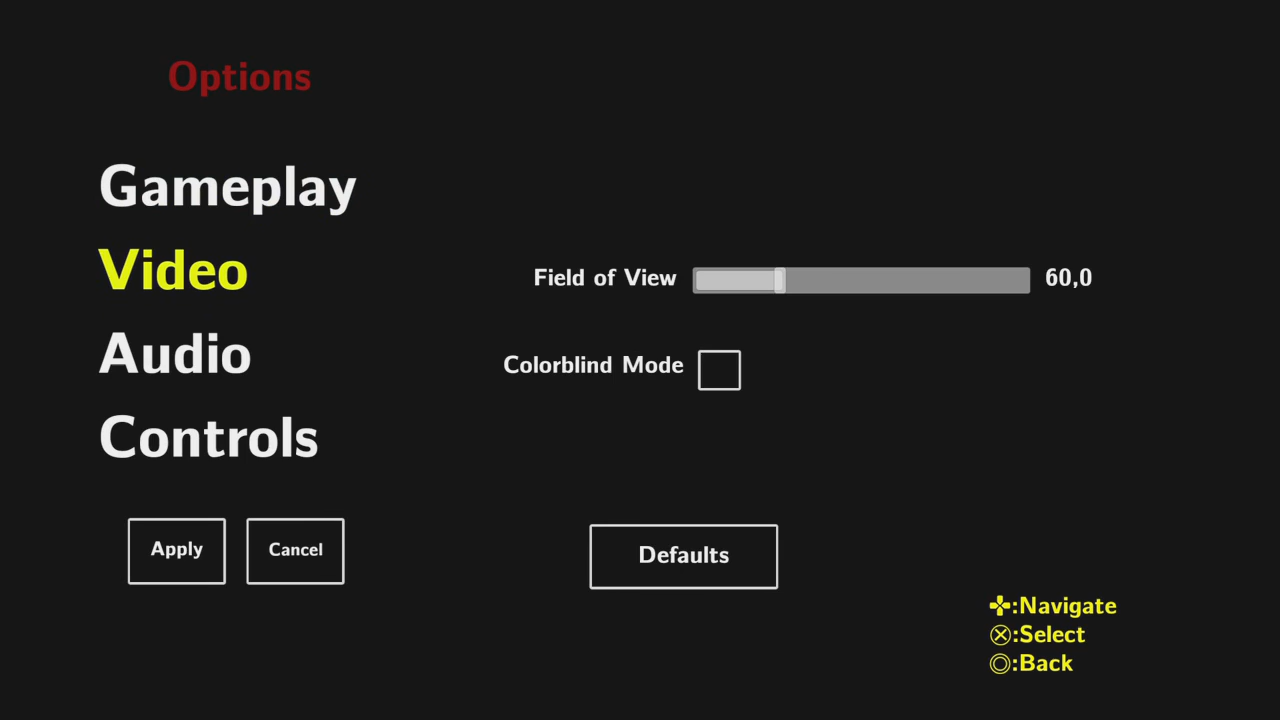 Options
Gameplay
Video
Audio
Controls
Field of View 60,0
Colorblind Mode
Apply Cancel
Defaults
:Navigate
:Select
:Back